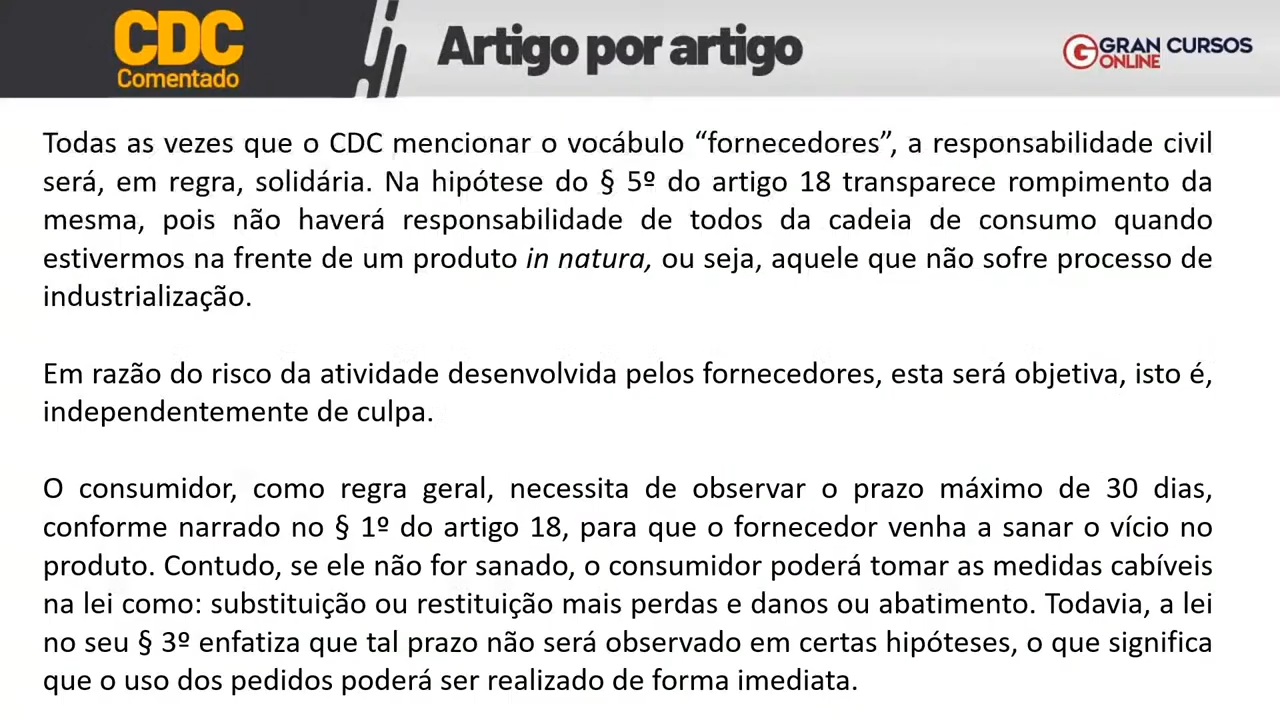 CDC
Comentado
Artigo por artigo
GRAN CURSOS
ONLINE
Todas as vezes que o CDC mencionar o vocábulo “fornecedores”, a responsabilidade civil
será, em regra, solidária. Na hipótese do § 5º do artigo 18 transparece rompimento da
mesma, pois não haverá responsabilidade de todos da cadeia de consumo quando
estivermos na frente de um produto in natura, ou seja, aquele que não sofre processo de
industrialização.
Em razão do risco da atividade desenvolvida pelos fornecedores, esta será objetiva, isto é,
independentemente de culpa.
O consumidor, como regra geral, necessita de observar o prazo máximo de 30 dias,
conforme narrado no § 1º do artigo 18, para que o fornecedor venha a sanar o vício no
produto. Contudo, se ele não for sanado, o consumidor poderá tomar as medidas cabíveis
na lei como: substituição ou restituição mais perdas e danos ou abatimento. Todavia, a lei
no seu § 3º enfatiza que tal prazo não será observado em certas hipóteses, o que significa
que o uso dos pedidos poderá ser realizado de forma imediata.